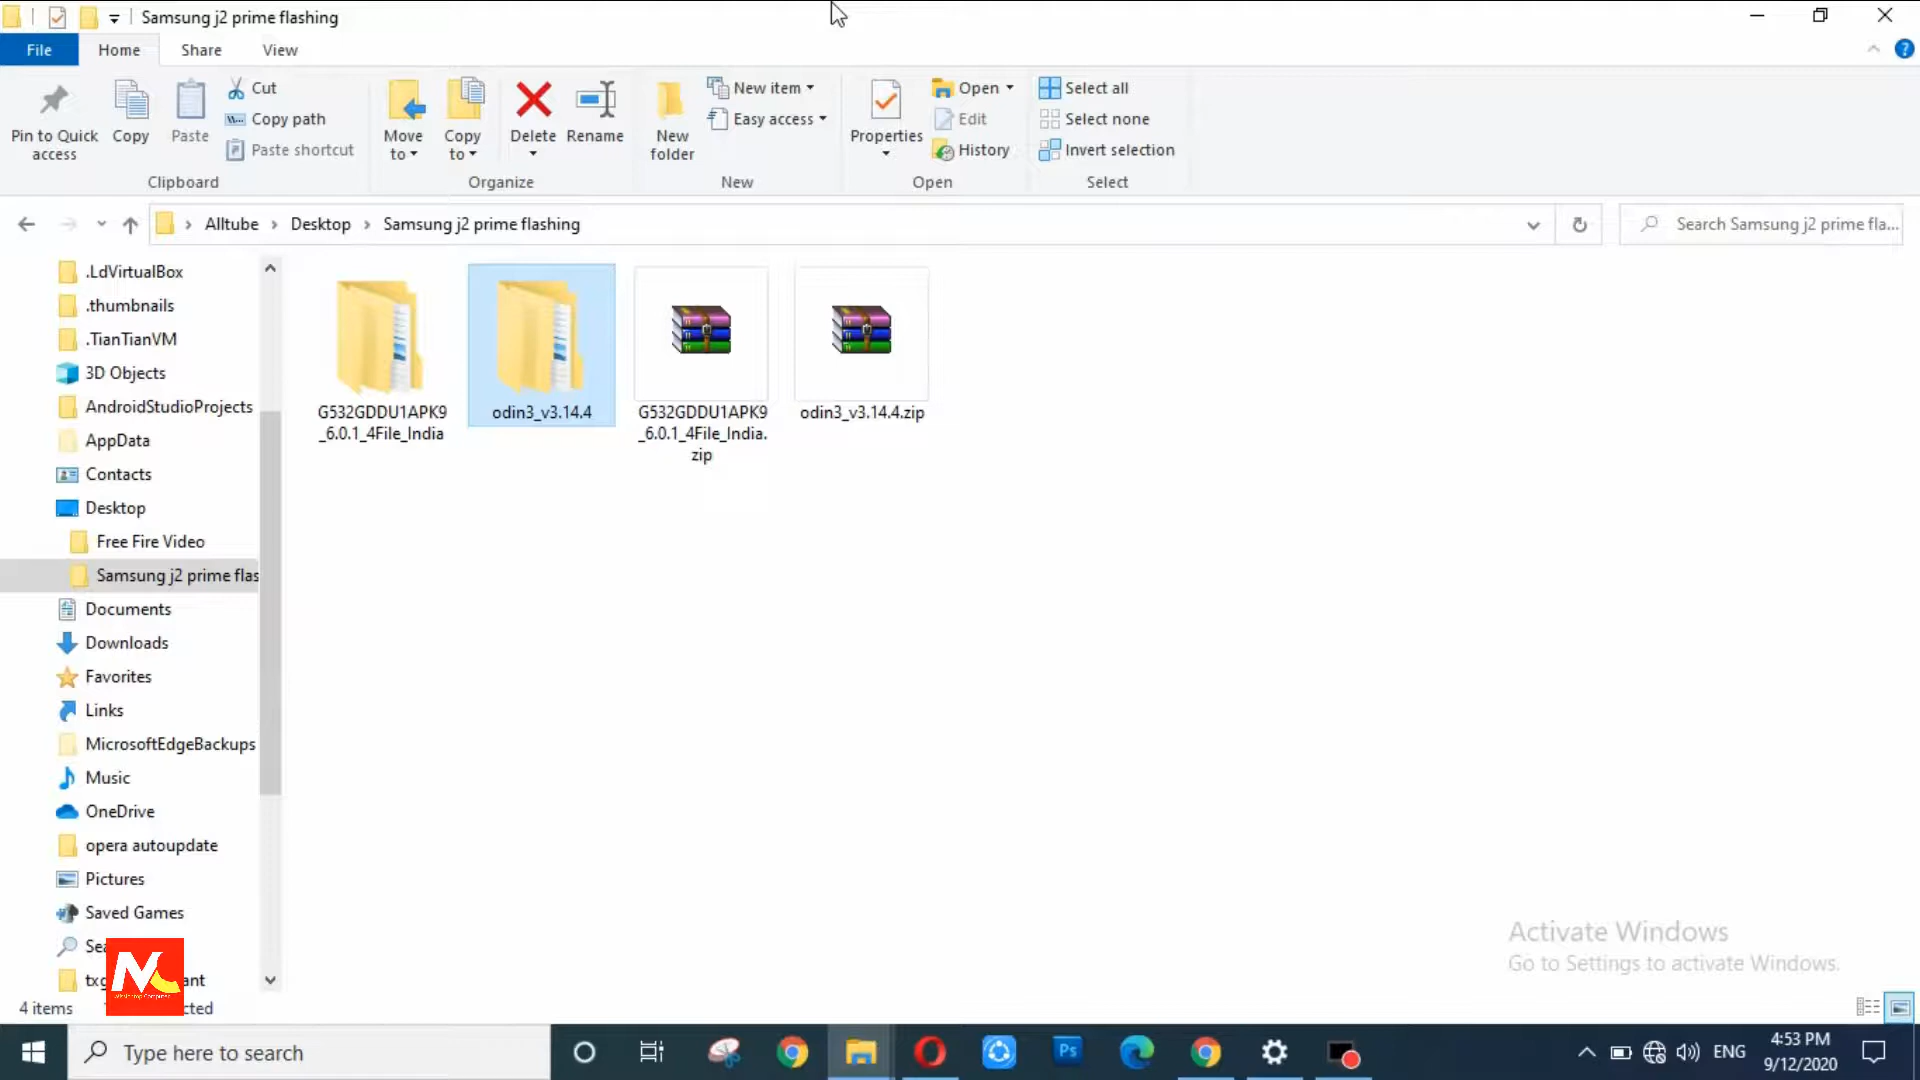 Samsung j2 prime flashing
File
Home
Share
View
Pin to Quick access
Copy
Paste
Cut
Copy path
Paste shortcut
Clipboard
Move to
Copy to
Delete
Rename
Organize
New folder
New item
Easy access
New
Properties
Open
Edit
History
Open
Select all
Select none
Invert selection
Select
Alltube
Desktop
Samsung j2 prime flashing
Search Samsung j2 prime fla...
.LdVirtualBox
.thumbnails
.TianTianVM
3D Objects
AndroidStudioProjects
AppData
Contacts
Desktop
Free Fire Video
Samsung j2 prime flas
Documents
Downloads
Favorites
Links
MicrosoftEdgeBackups
Music
OneDrive
opera autoupdate
Pictures
Saved Games
G532GDDU1APK9
_6.0.1_4File_India
odin3_v3.14.4
G532GDDU1APK9
_6.0.1_4File_India.
zip
odin3_v3.14.4.zip
Activate Windows
Go to Settings to activate Windows.
4 items
Type here to search
Ps
ENG
4:53 PM
9/12/2020